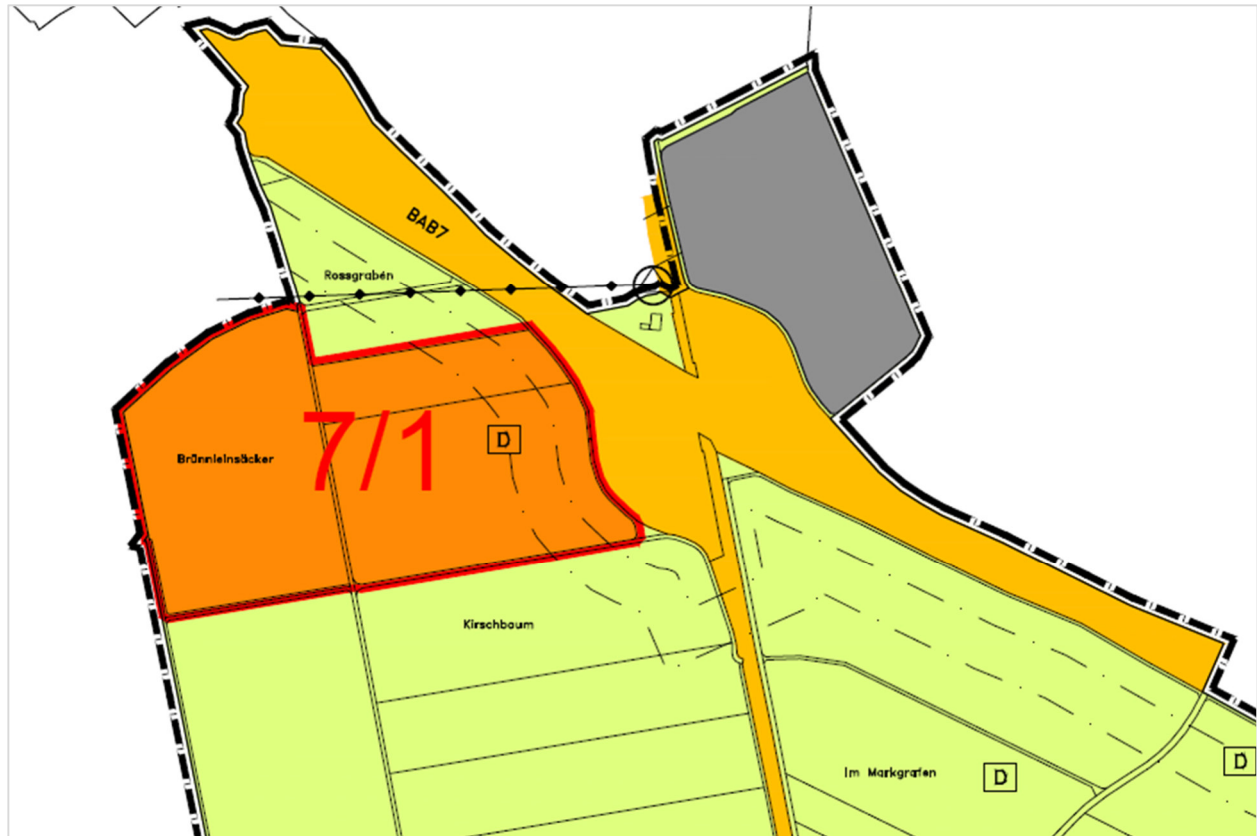 BAB7
Rossgraben
7/1
D
Brünnleinsäcker
Kirschbaum
Im Markgrafen
D
D